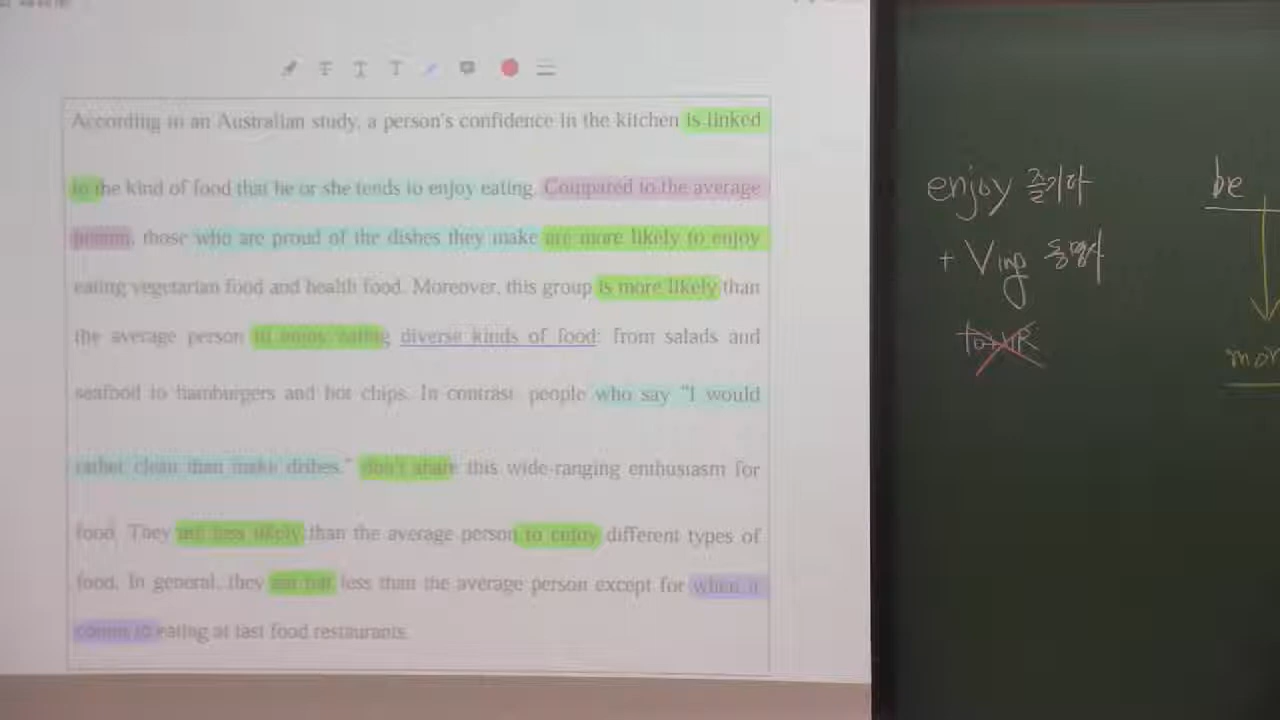 According to an Australian study, a person's confidence in the kitchen is linked
to the kind of food that he or she tends to enjoy eating. Compared to the average
person, those who are proud of the dishes they make are more likely to enjoy
eating vegetarian food and health food. Moreover, this group is more likely than
the average person to enjoy eating diverse kinds of food: from salads and
seafood to hamburgers and hot chips. In contrast, people who say "I would
rather clean than make dishes." don't share this wide-ranging enthusiasm for
food. They are less likely than the average person to enjoy different types of
food. In general, they eat out less than the average person except for when it
comes to eating at fast food restaurants.
enjoy 즐기다
+ Ving 동명사
to+VR
be
mor